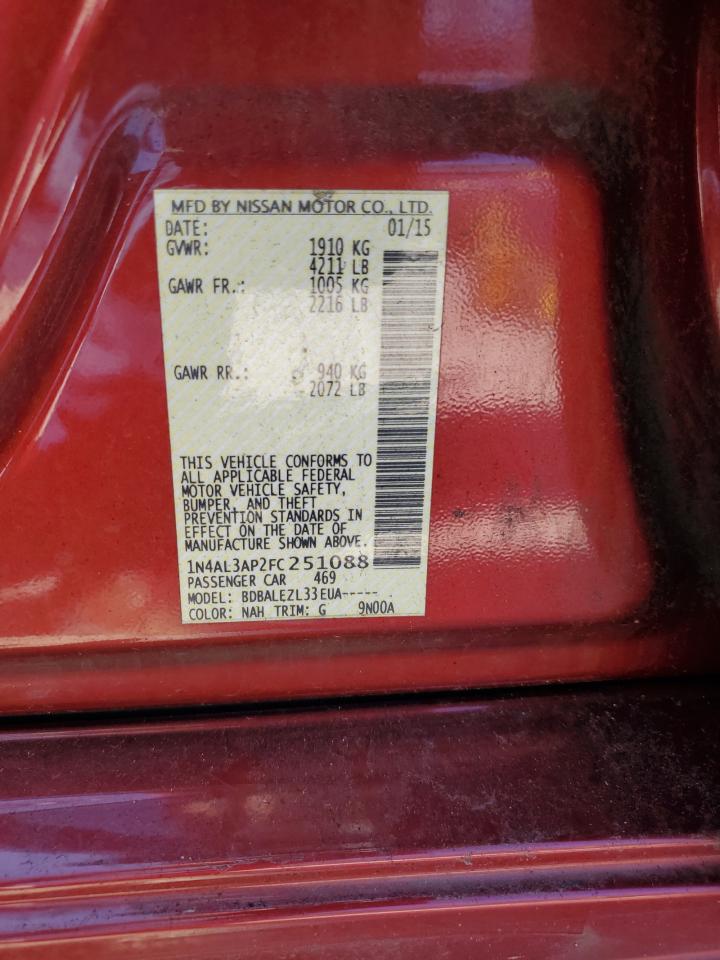 MFD BY NISSAN MOTOR CO., LTD.
DATE: 01/15
GVWR: 1910 KG
4211 LB
GAWR FR.: 1005 KG
2216 LB
GAWR RR.: 940 KG
2072 LB
THIS VEHICLE CONFORMS TO
ALL APPLICABLE FEDERAL
MOTOR VEHICLE SAFETY,
BUMPER, AND THEFT
PREVENTION STANDARDS IN
EFFECT ON THE DATE OF
MANUFACTURE SHOWN ABOVE.
1N4AL3AP2FC251088
PASSENGER CAR 469
MODEL: BDBALEZL33EUA-----
COLOR: NAH TRIM: G 9N00A